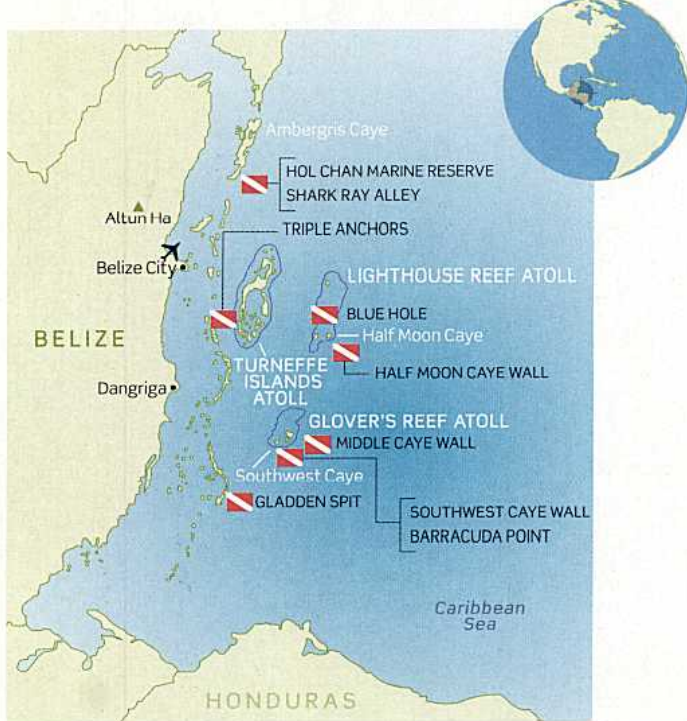 Ambergris Caye
HOL CHAN MARINE RESERVE
SHARK RAY ALLEY
Altun Ha
TRIPLE ANCHORS
Belize City
LIGHTHOUSE REEF ATOLL
BLUE HOLE
BELIZE
Half Moon Caye
TURNEFFE
ISLANDS
ATOLL
HALF MOON CAYE WALL
Dangriga
GLOVER'S REEF ATOLL
MIDDLE CAYE WALL
Southwest Caye
GLADDEN SPIT
SOUTHWEST CAYE WALL
BARRACUDA POINT
Caribbean
Sea
HONDURAS